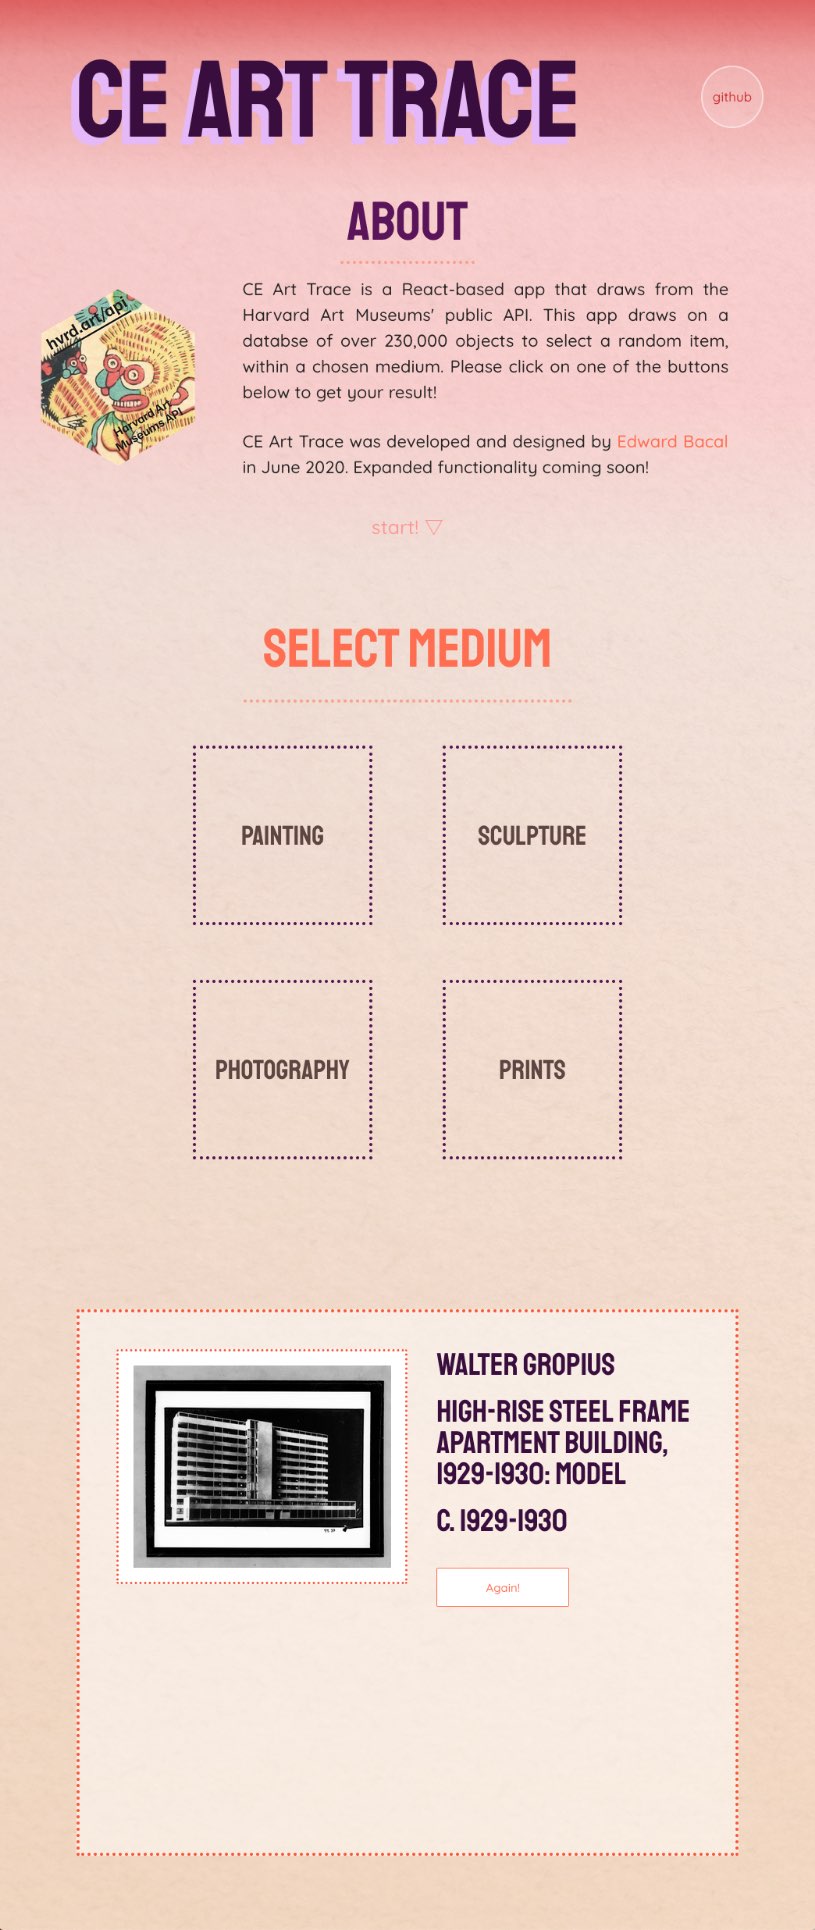 CE ART TRACE
github
ABOUT
hvrd.art/api
Harvard Art
Museums API
CE Art Trace is a React-based app that draws from the
Harvard Art Museums' public API. This app draws on a
databse of over 230,000 objects to select a random item,
within a chosen medium. Please click on one of the buttons
below to get your result!
CE Art Trace was developed and designed by Edward Bacal
in June 2020. Expanded functionality coming soon!
start! ▽
SELECT MEDIUM
PAINTING
SCULPTURE
PHOTOGRAPHY
PRINTS
WALTER GROPIUS
HIGH-RISE STEEL FRAME
APARTMENT BUILDING,
1929-1930: MODEL
C. 1929-1930
Again!